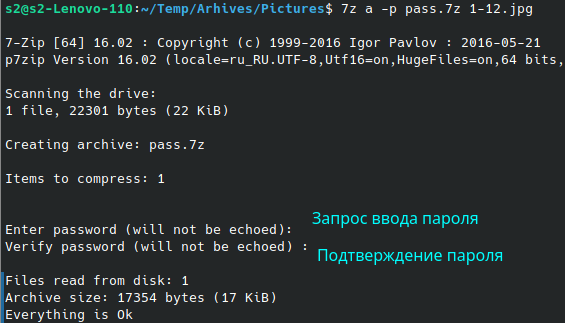 s2@s2-Lenovo-110:~/Temp/Arhives/Pictures$ 7z a -p pass.7z 1-12.jpg
7-Zip [64] 16.02 : Copyright (c) 1999-2016 Igor Pavlov : 2016-05-21
p7zip Version 16.02 (locale=ru_RU.UTF-8,Utf16=on,HugeFiles=on,64 bits,
Scanning the drive:
1 file, 22301 bytes (22 KiB)
Creating archive: pass.7z
Items to compress: 1
Enter password (will not be echoed): Запрос ввода пароля
Verify password (will not be echoed) : Подтверждение пароля
Files read from disk: 1
Archive size: 17354 bytes (17 KiB)
Everything is Ok